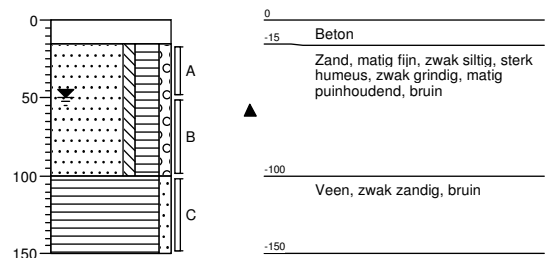 0
50
100
150
A
B
C
0
Beton
-15
Zand, matig fijn, zwak siltig, sterk
humeus, zwak grindig, matig
puinhoudend, bruin
-100
Veen, zwak zandig, bruin
-150